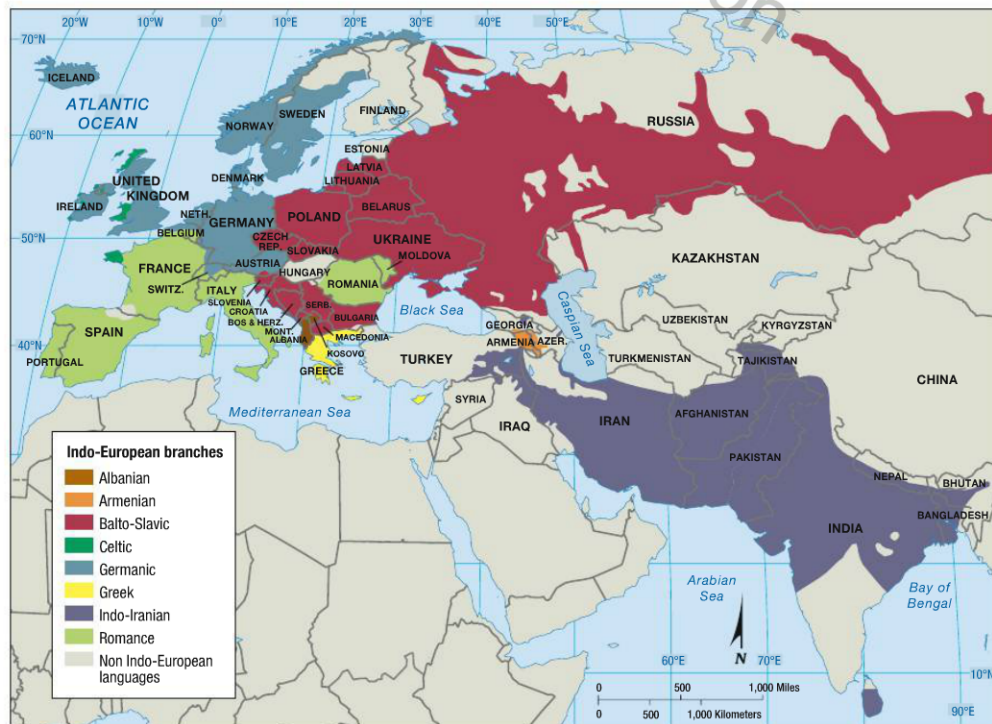 on
20°W
10°W
0°
10°E
20°E
30°E
40°E
50°E
70°N
ICELAND
ATLANTIC
OCEAN
SWEDEN
FINLAND
NORWAY
RUSSIA
60°N
ESTONIA
LATVIA
LITHUANIA
DENMARK
UNITED
KINGDOM
IRELAND
NETH.
BELARUS
GERMANY
POLAND
BELGIUM
50°N
CZECH
REP.
UKRAINE
SLOVAKIA
MOLDOVA
AUSTRIA
FRANCE
HUNGARY
KAZAKHSTAN
SWITZ.
ITALY
ROMANIA
SLOVENIA
CROATIA
BOS & HERZ.
SERB.
BULGARIA
Black Sea
Caspian Sea
UZBEKISTAN
KYRGYZSTAN
GEORGIA
SPAIN
MONT.
ALBANIA
MACEDONIA
KOSOVO
ARMENIA
AZER.
TURKMENISTAN
TAJIKISTAN
40°N
PORTUGAL
GREECE
TURKEY
CHINA
Mediterranean Sea
SYRIA
IRAQ
IRAN
AFGHANISTAN
PAKISTAN
NEPAL
BHUTAN
BANGLADESH
INDIA
Arabian
Sea
Bay of
Bengal
Indo-European branches
Albanian
Armenian
Balto-Slavic
Celtic
Germanic
Greek
Indo-Iranian
Romance
Non Indo-European
languages
N
60°E
70°E
10°N
90°E
0 500 1,000 Miles
0 500 1,000 Kilometers